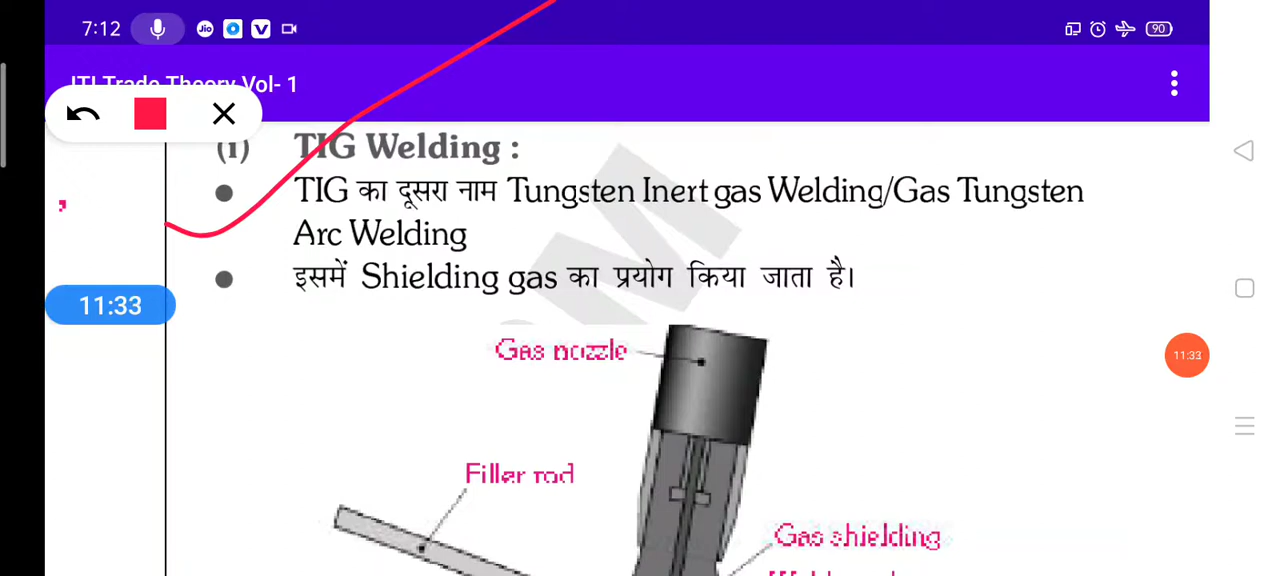 7:12
Jio
V
90
ITI Trade Theory Vol- 1
(i) TIG Welding :
TIG का दूसरा नाम Tungsten Inert gas Welding/Gas Tungsten
Arc Welding
इसमें Shielding gas का प्रयोग किया जाता है।
11:33
11:33
Gas nozzle
Filler rod
Gas shielding